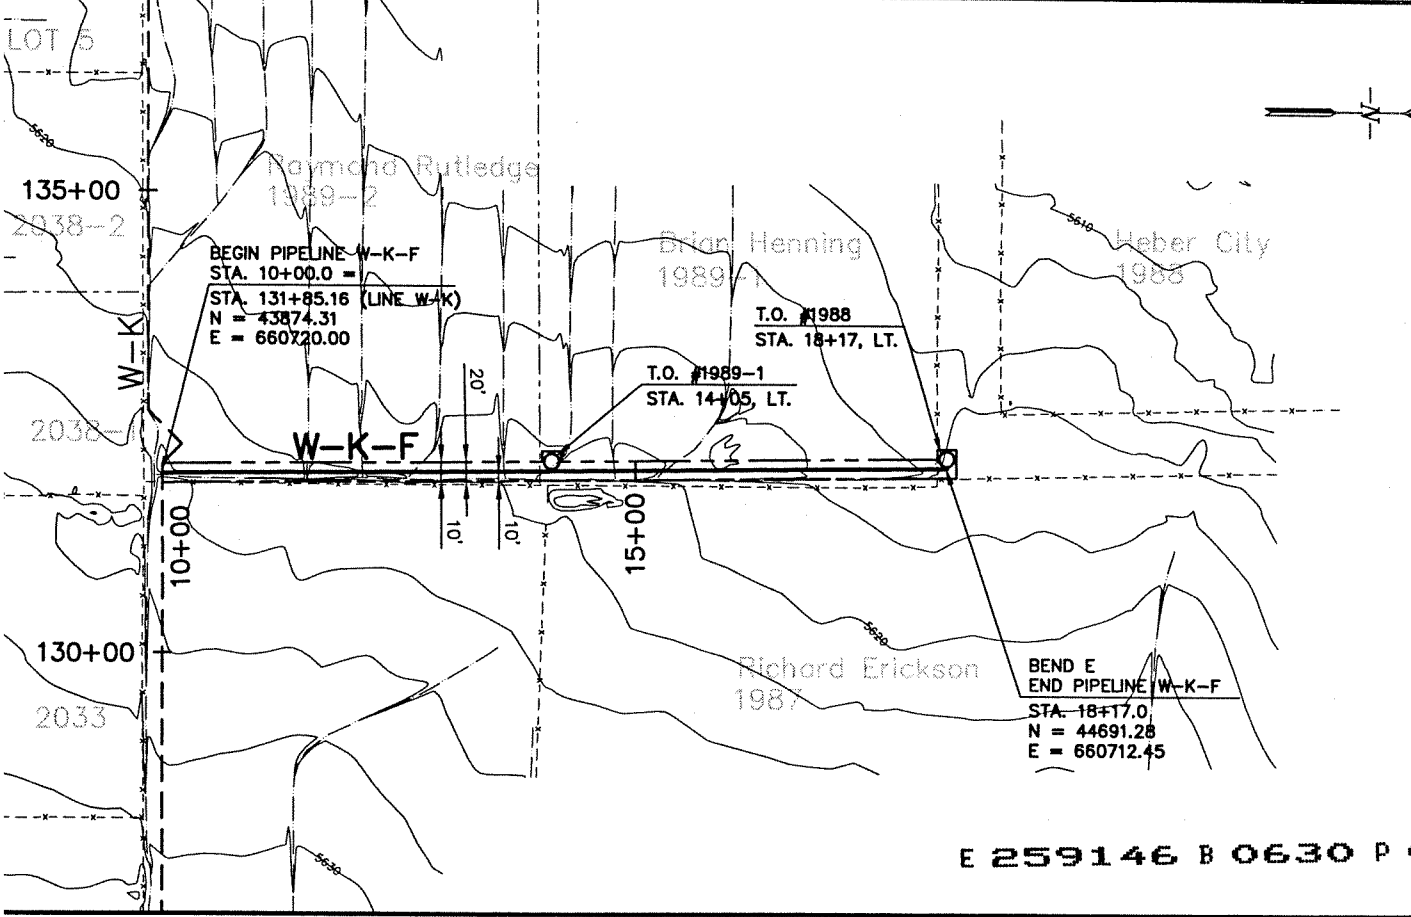 LOT 5
5620
135+00
2038-2
Raymond Rutledge
1989-2
BEGIN PIPELINE W-K-F
STA. 10+00.0 =
STA. 131+85.16 (LINE W-K)
N = 43874.31
E = 660720.00
W-K
Brian Henning
1989-1
T.O. #1988
STA. 18+17, LT.
T.O. #1989-1
STA. 14+05, LT.
5610
Heber City
1988
N
2038-1
W-K-F
20'
10'
10'
10+00
15+00
130+00
2033
5620
Richard Erickson
1987
BEND E
END PIPELINE W-K-F
STA. 18+17.0
N = 44691.28
E = 660712.45
5630
E 259146 B 0630 P